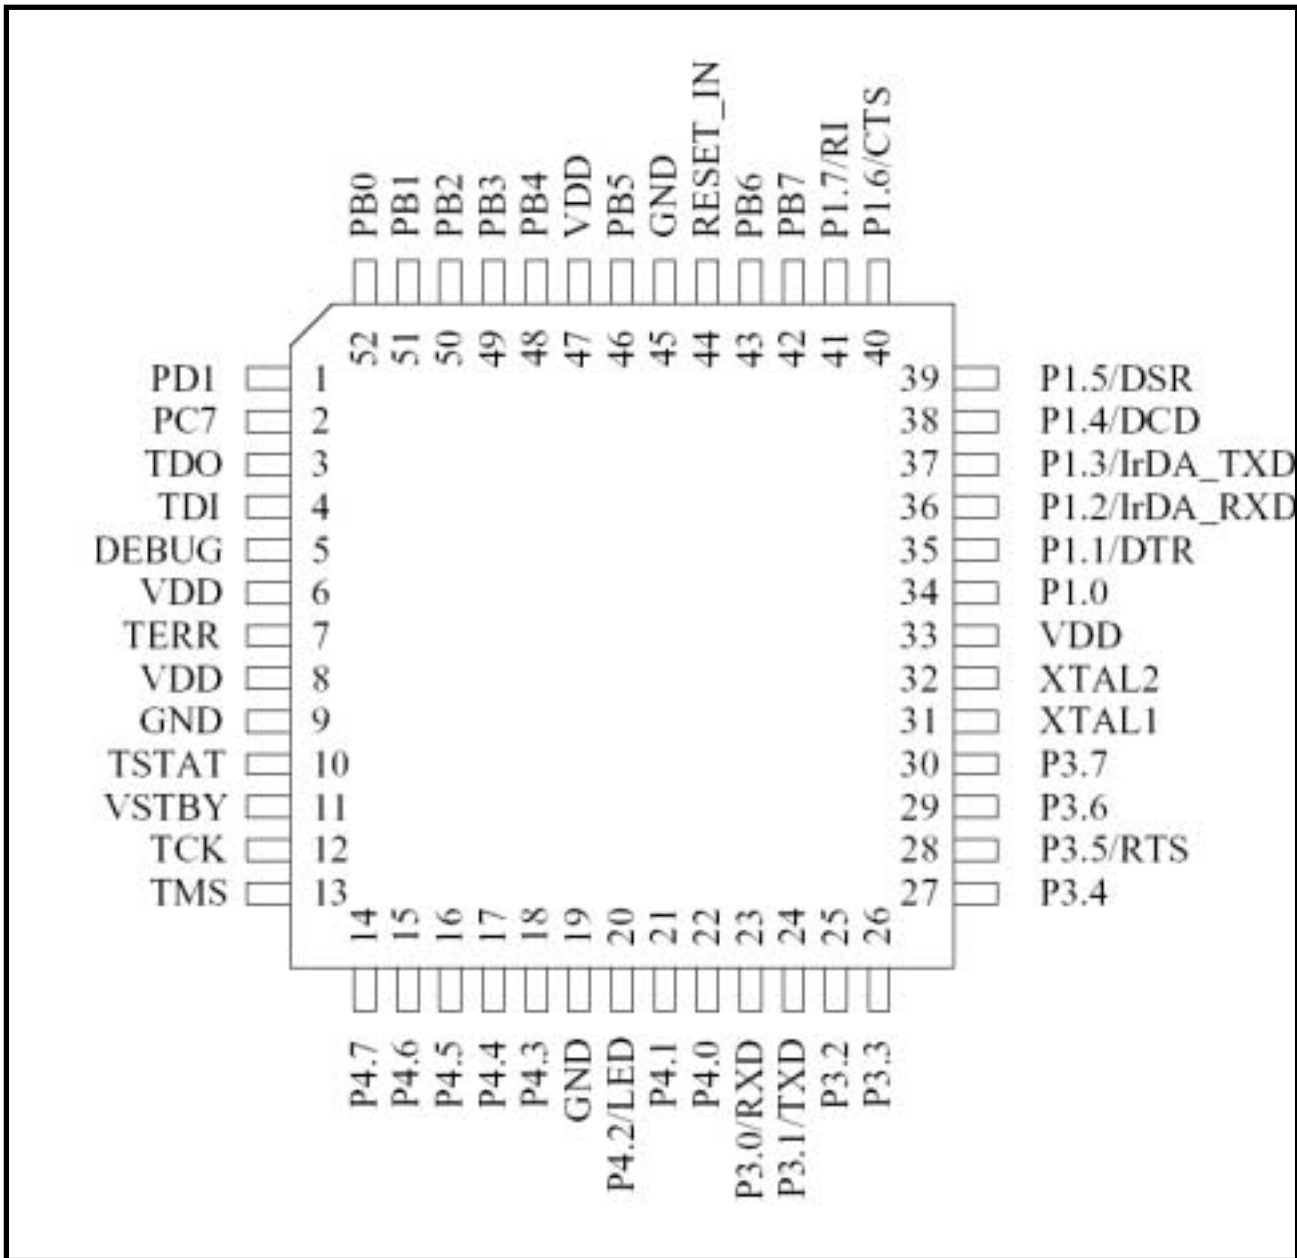 PB0
PB1
PB2
PB3
PB4
VDD
PB5
GND
RESET_IN
PB6
PB7
P1.7/RI
P1.6/CTS
52
51
50
49
48
47
46
45
44
43
42
41
40
PD1 1
PC7 2
TDO 3
TDI 4
DEBUG 5
VDD 6
TERR 7
VDD 8
GND 9
TSTAT 10
VSTBY 11
TCK 12
TMS 13
39 P1.5/DSR
38 P1.4/DCD
37 P1.3/IrDA_TXD
36 P1.2/IrDA_RXD
35 P1.1/DTR
34 P1.0
33 VDD
32 XTAL2
31 XTAL1
30 P3.7
29 P3.6
28 P3.5/RTS
27 P3.4
14
15
16
17
18
19
20
21
22
23
24
25
26
P4.7
P4.6
P4.5
P4.4
P4.3
GND
P4.2/LED
P4.1
P4.0
P3.0/RXD
P3.1/TXD
P3.2
P3.3